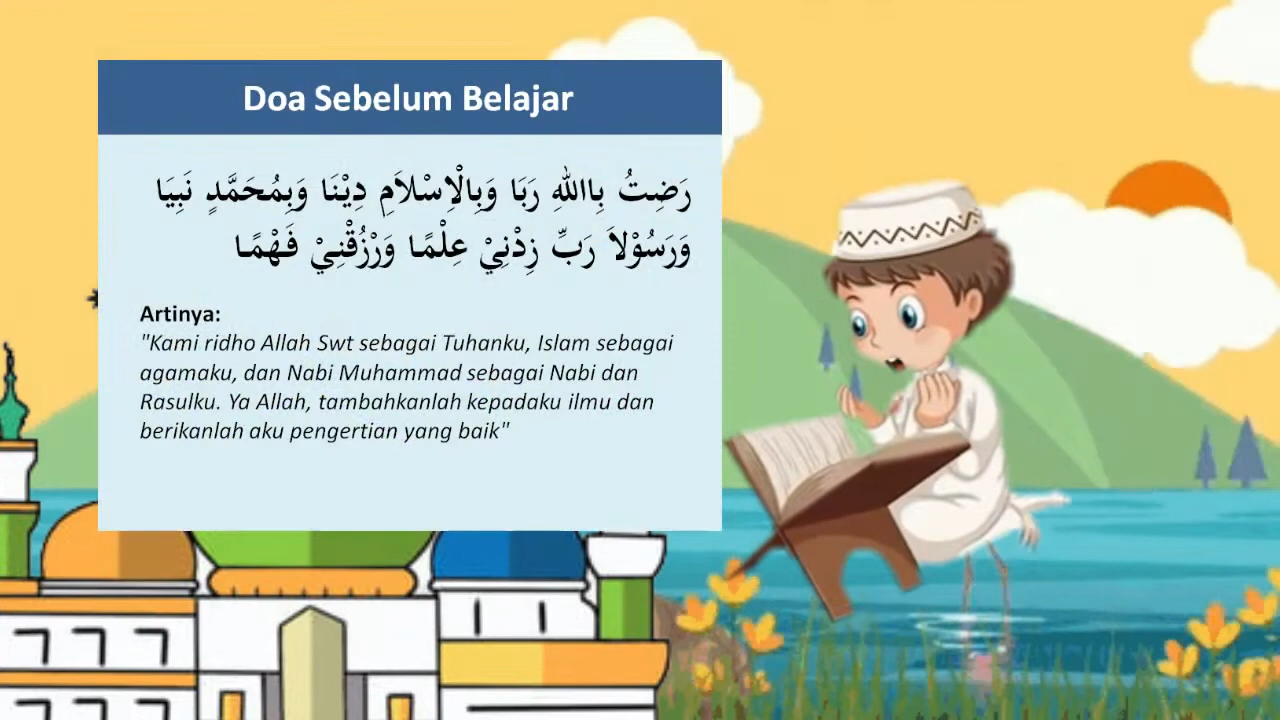 Doa Sebelum Belajar
رَضِتُ بِااللهِ رَبَا وَبِالْاِسْلاَمِ دِيْنَا وَبِمُحَمَّدٍ نَبِيَا
وَرَسُوْلاَ رَبِّ زِدْنِيْ عِلْمًا وَرْزُقْنِيْ فَهْمًا
Artinya:
"Kami ridho Allah Swt sebagai Tuhanku, Islam sebagai
agamaku, dan Nabi Muhammad sebagai Nabi dan
Rasulku. Ya Allah, tambahkanlah kepadaku ilmu dan
berikanlah aku pengertian yang baik"